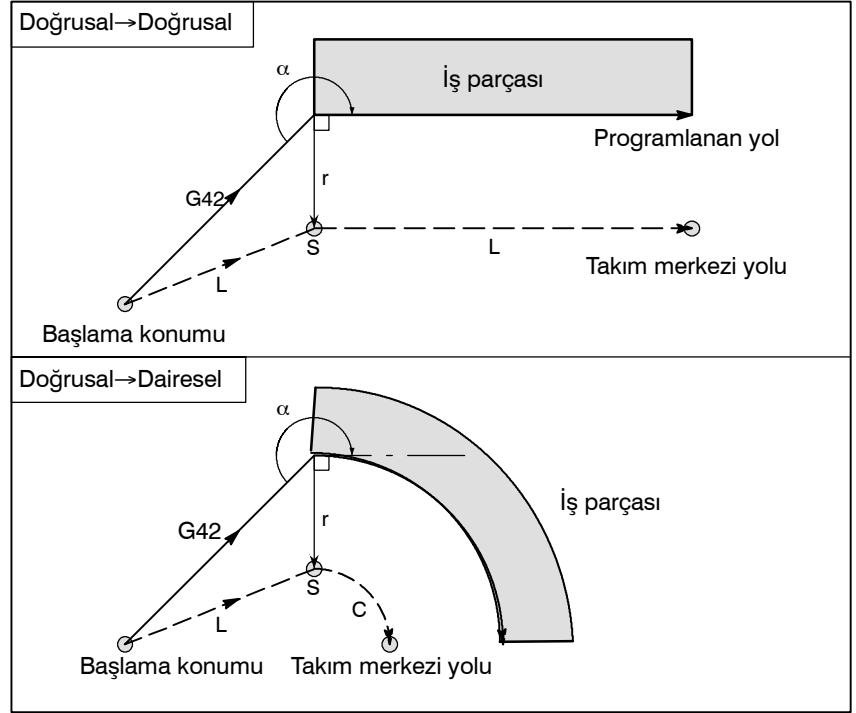 Doğrusal→Doğrusal
α
İş parçası
Programlanan yol
G42
r
S
L
L
Takım merkezi yolu
Başlama konumu
Doğrusal→Dairesel
α
İş parçası
G42
r
S
C
L
Başlama konumu
Takım merkezi yolu